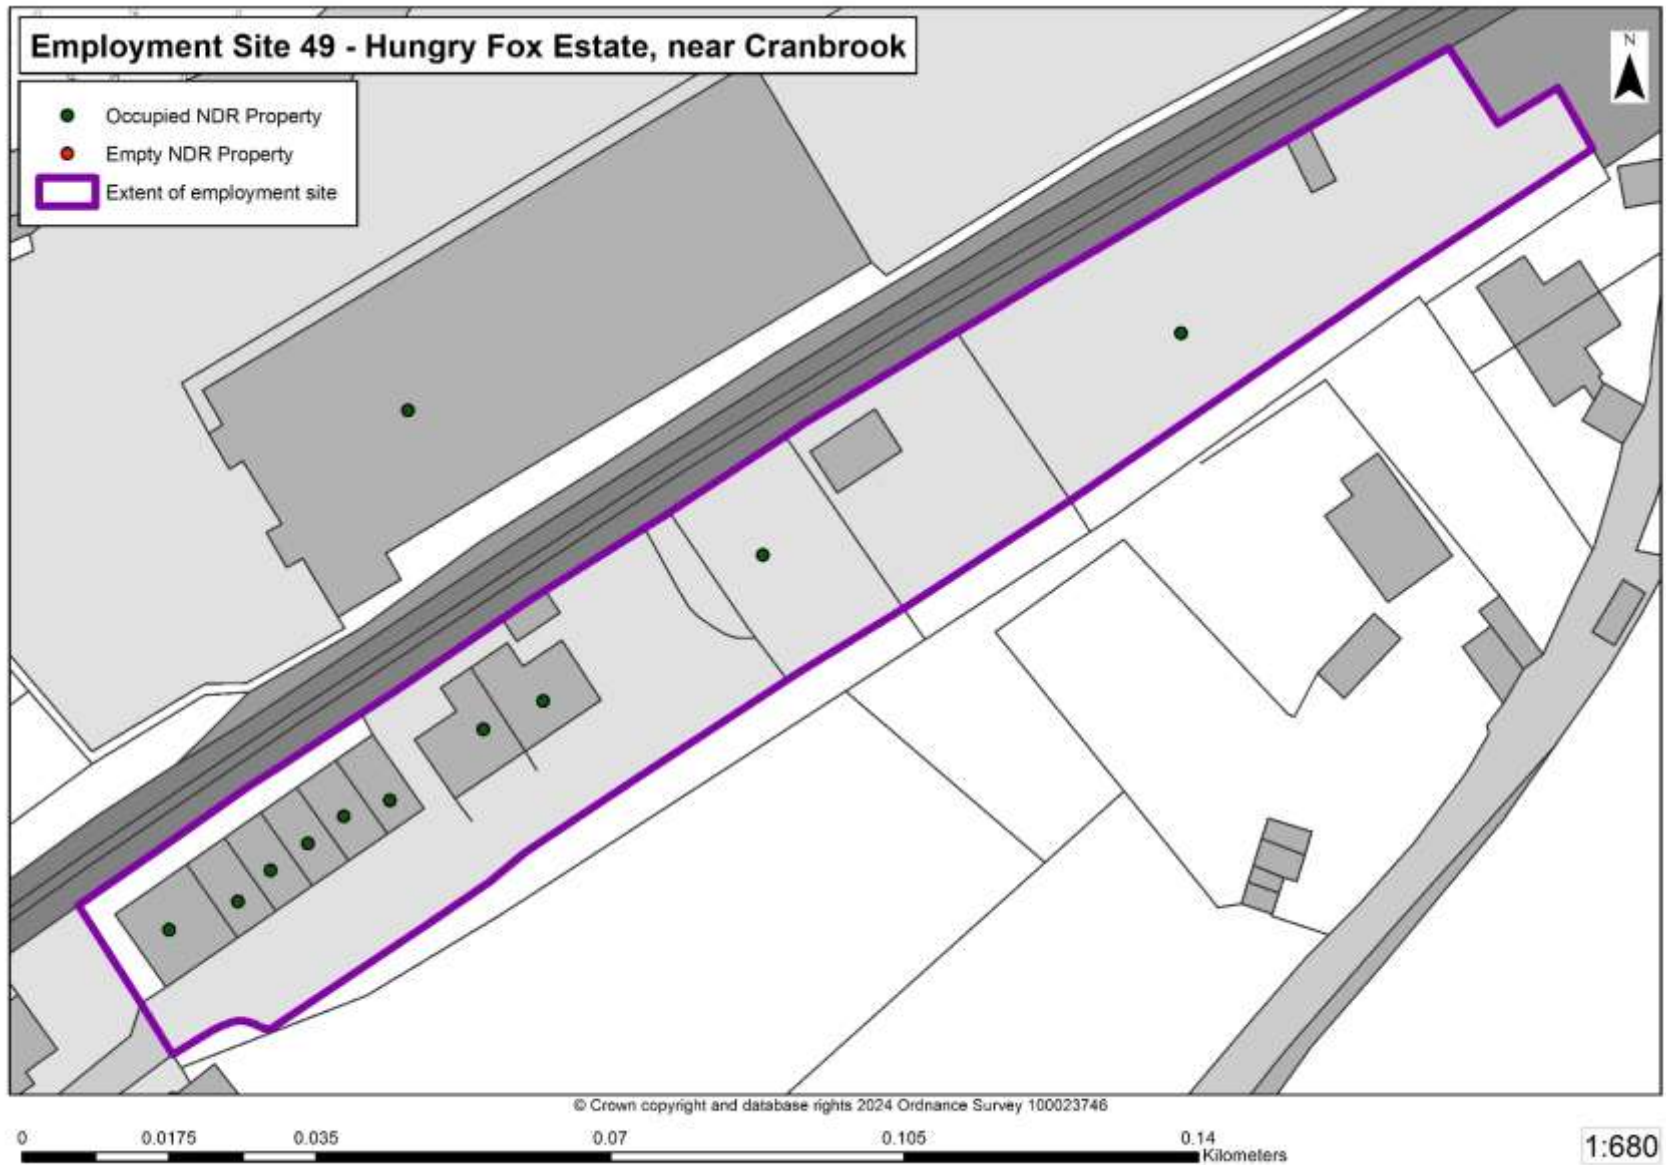 Employment Site 49 - Hungry Fox Estate, near Cranbrook
N
Occupied NDR Property
Empty NDR Property
Extent of employment site
© Crown copyright and database rights 2024 Ordnance Survey 100023746
0 0.0175 0.035 0.07 0.105 0.14
Kilometers
1:680